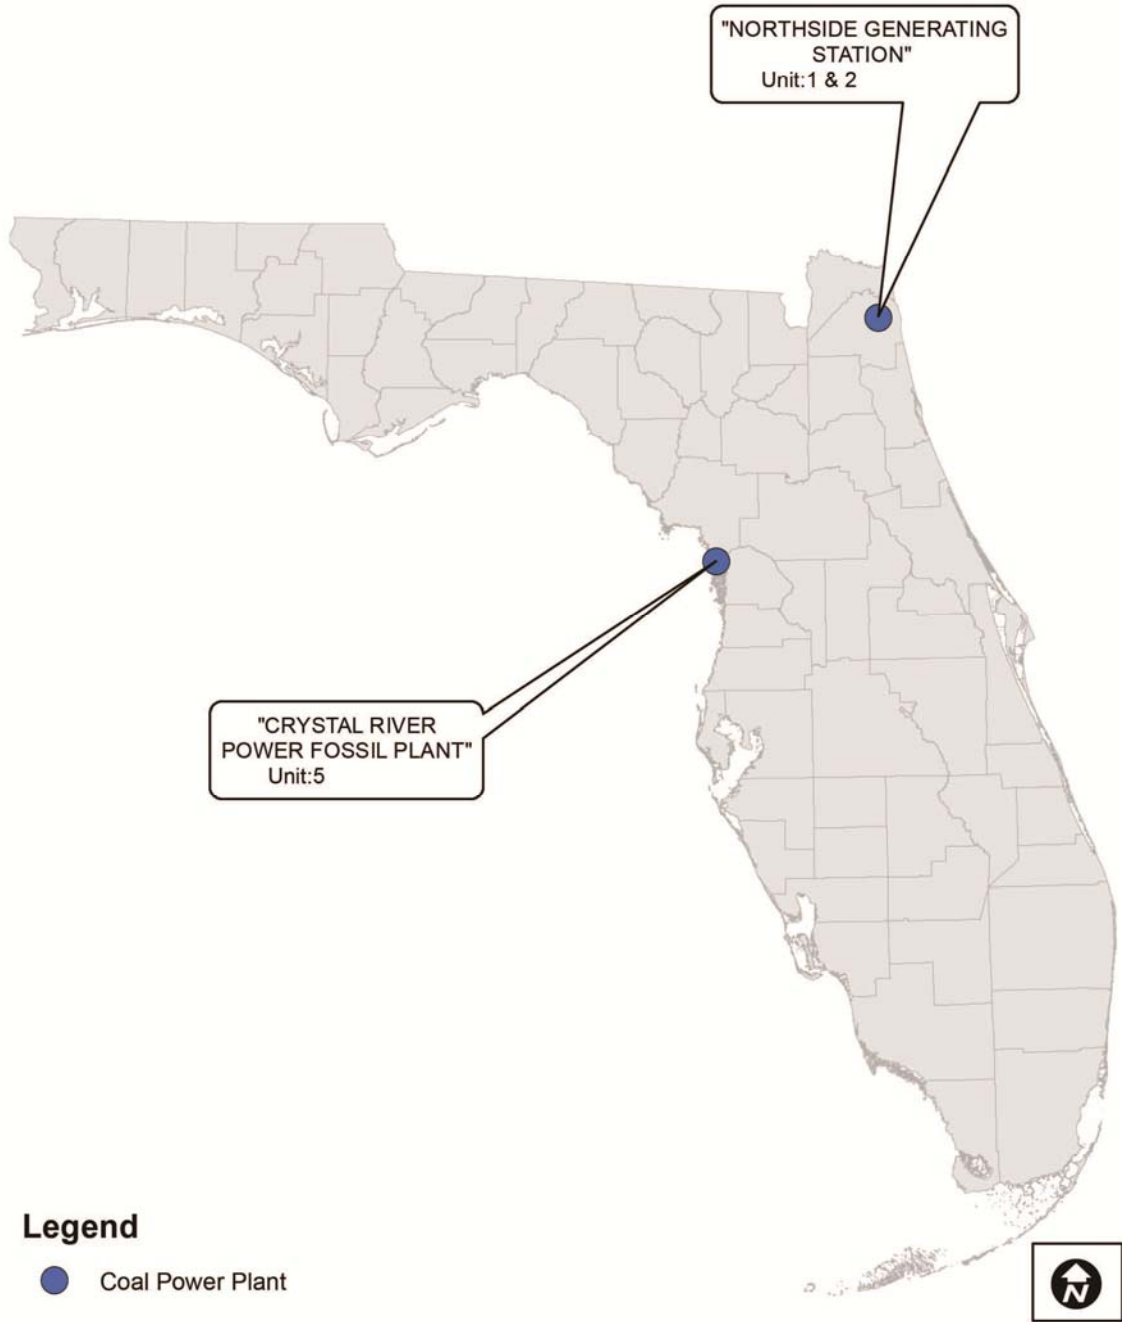 "NORTHSIDE GENERATING
STATION"
Unit:1 & 2
"CRYSTAL RIVER
POWER FOSSIL PLANT"
Unit:5
Legend
Coal Power Plant
N